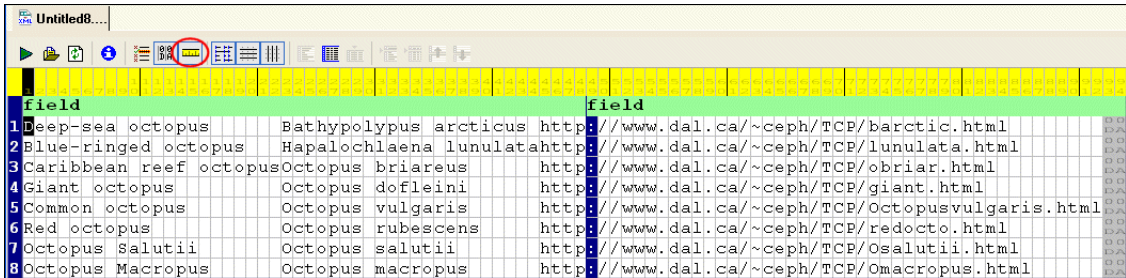 Untitled8....
field field
1 Deep-sea octopus Bathypolypus arcticus http://www.dal.ca/~ceph/TCP/barctic.html
2 Blue-ringed octopus Hapalochlaena lunulatahttp://www.dal.ca/~ceph/TCP/lunulata.html
3 Caribbean reef octopusOctopus briareus http://www.dal.ca/~ceph/TCP/obriar.html
4 Giant octopus Octopus dofleini http://www.dal.ca/~ceph/TCP/giant.html
5 Common octopus Octopus vulgaris http://www.dal.ca/~ceph/TCP/Octopusvulgaris.html
6 Red octopus Octopus rubescens http://www.dal.ca/~ceph/TCP/redocto.html
7 Octopus Salutii Octopus salutii http://www.dal.ca/~ceph/TCP/Osalutii.html
8 Octopus Macropus Octopus macropus http://www.dal.ca/~ceph/TCP/Omacropus.html